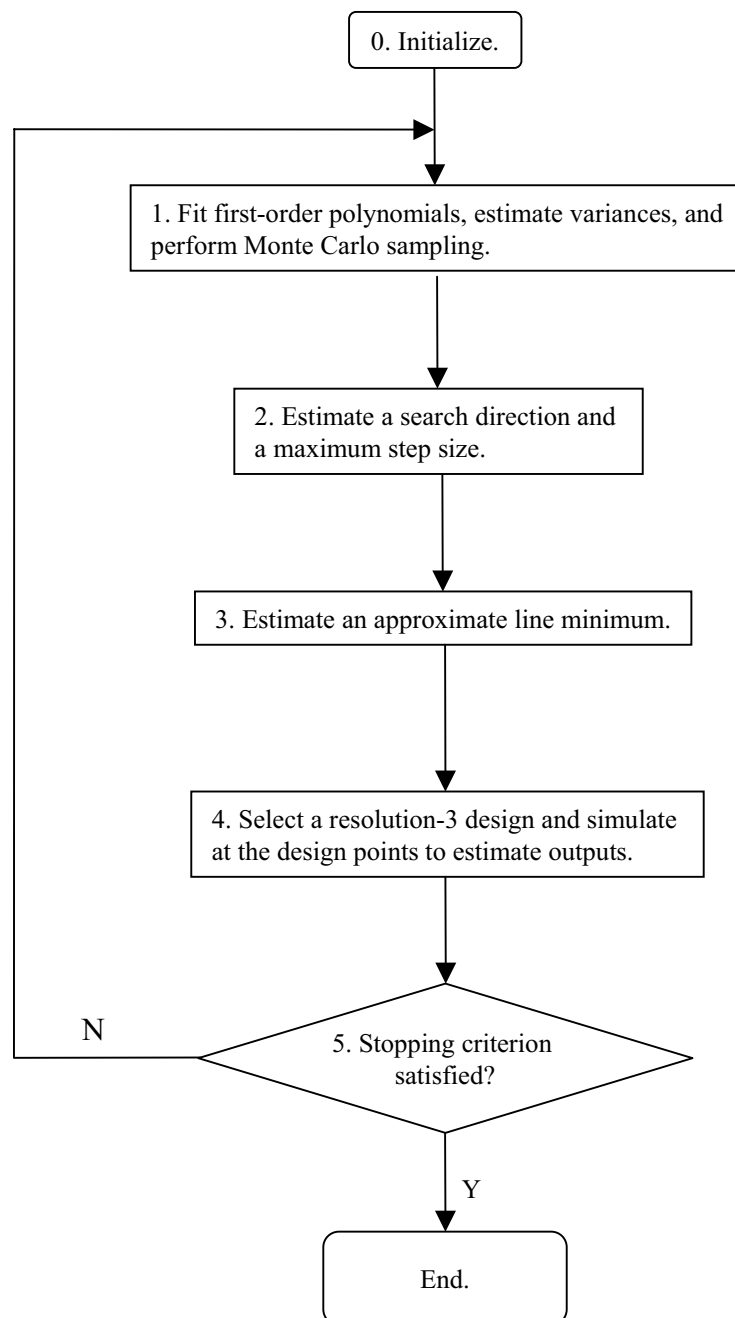 0. Initialize.
1. Fit first-order polynomials, estimate variances, and
perform Monte Carlo sampling.
2. Estimate a search direction and
a maximum step size.
3. Estimate an approximate line minimum.
4. Select a resolution-3 design and simulate
at the design points to estimate outputs.
N
5. Stopping criterion
satisfied?
Y
End.